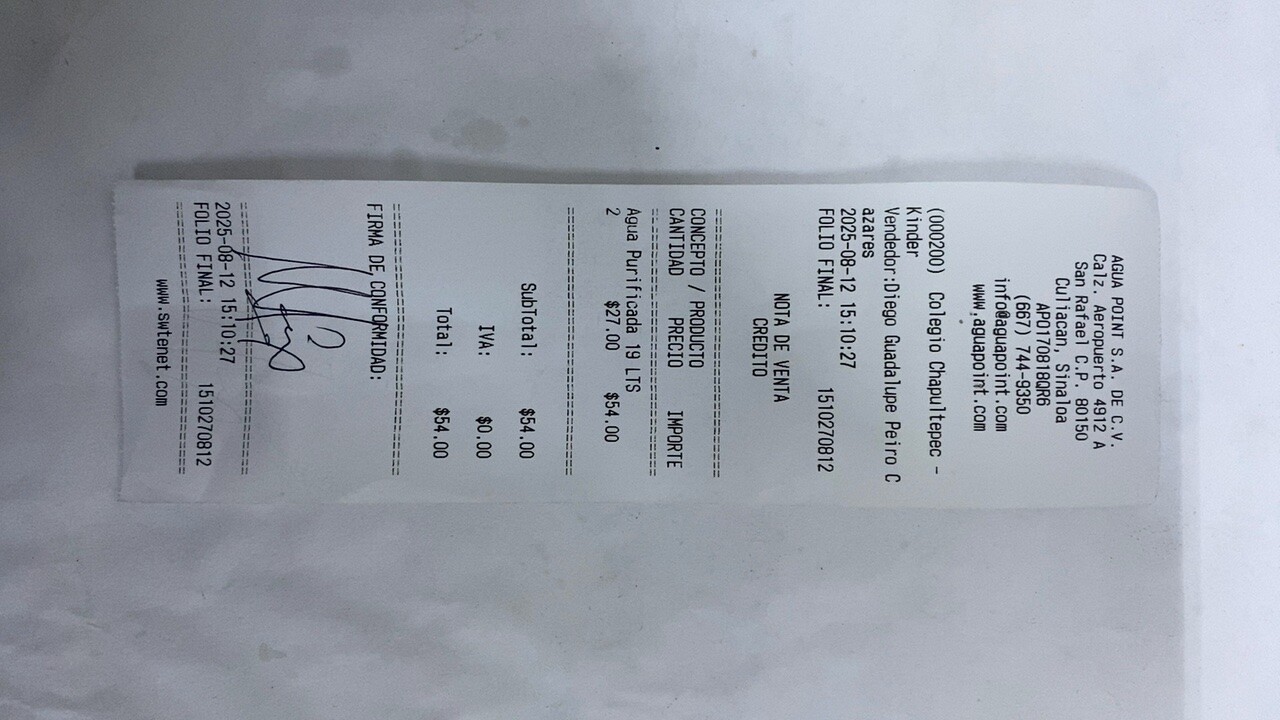 AGUA POINT S.A. DE C.V.
Calz. Aeropuerto 4912 A
San Rafael C.P. 80150
Culiacan, Sinaloa
APO170818QR6
(667) 744-9350
info@aguapoint.com
www.aguapoint.com
(000200) Colegio Chapultepec -
Kinder
Vendedor:Diego Guadalupe Peiro C
azares
2025-08-12 15:10:27
FOLIO FINAL: 1510270812
NOTA DE VENTA
CREDITO
CONCEPTO / PRODUCTO
CANTIDAD PRECIO IMPORTE
Agua Purificada 19 LTS
2 $27.00 $54.00
SubTotal: $54.00
IVA: $0.00
Total: $54.00
FIRMA DE CONFORMIDAD:
2025-08-12 15:10:27
FOLIO FINAL: 1510270812
www.swtenet.com